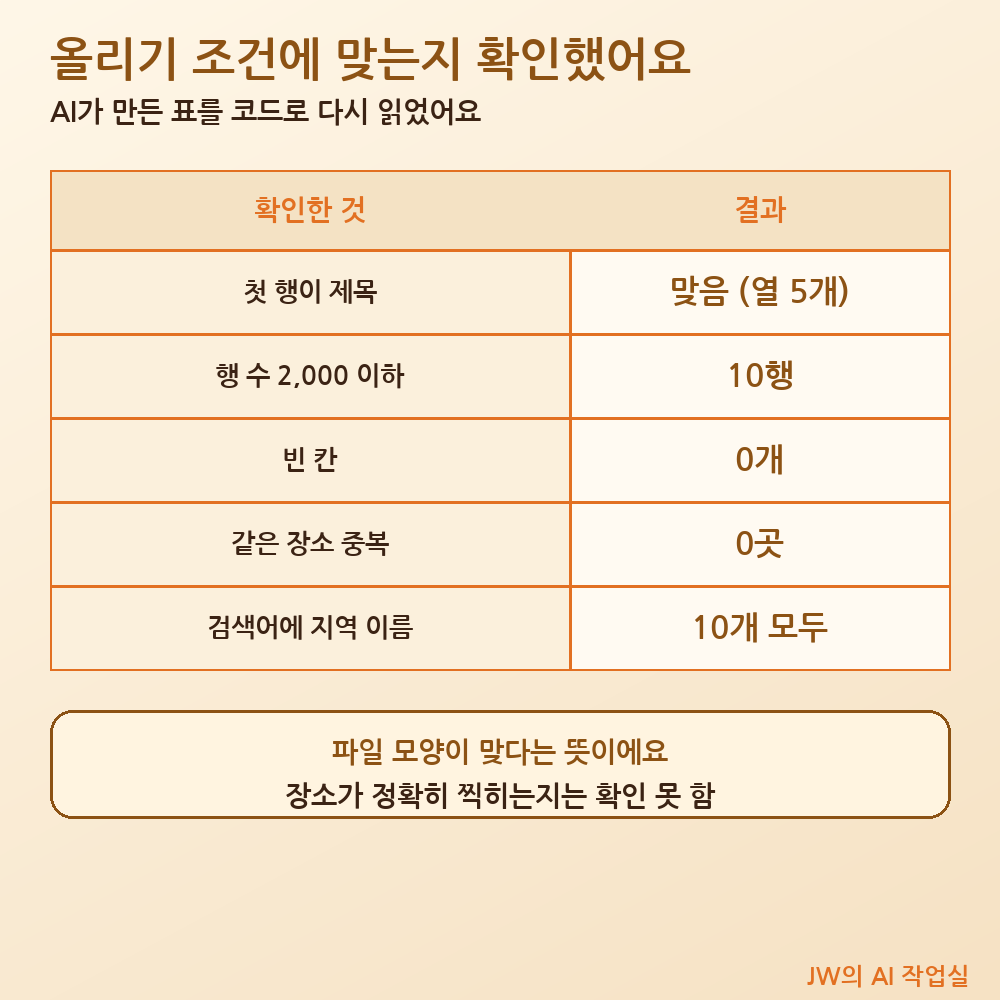 올리기 조건에 맞는지 확인했어요
AI가 만든 표를 코드로 다시 읽었어요
확인한 것 결과
첫 행이 제목 맞음 (열 5개)
행 수 2,000 이하 10행
빈 칸 0개
같은 장소 중복 0곳
검색어에 지역 이름 10개 모두
파일 모양이 맞다는 뜻이에요
장소가 정확히 찍히는지는 확인 못 함
JW의 AI 작업실